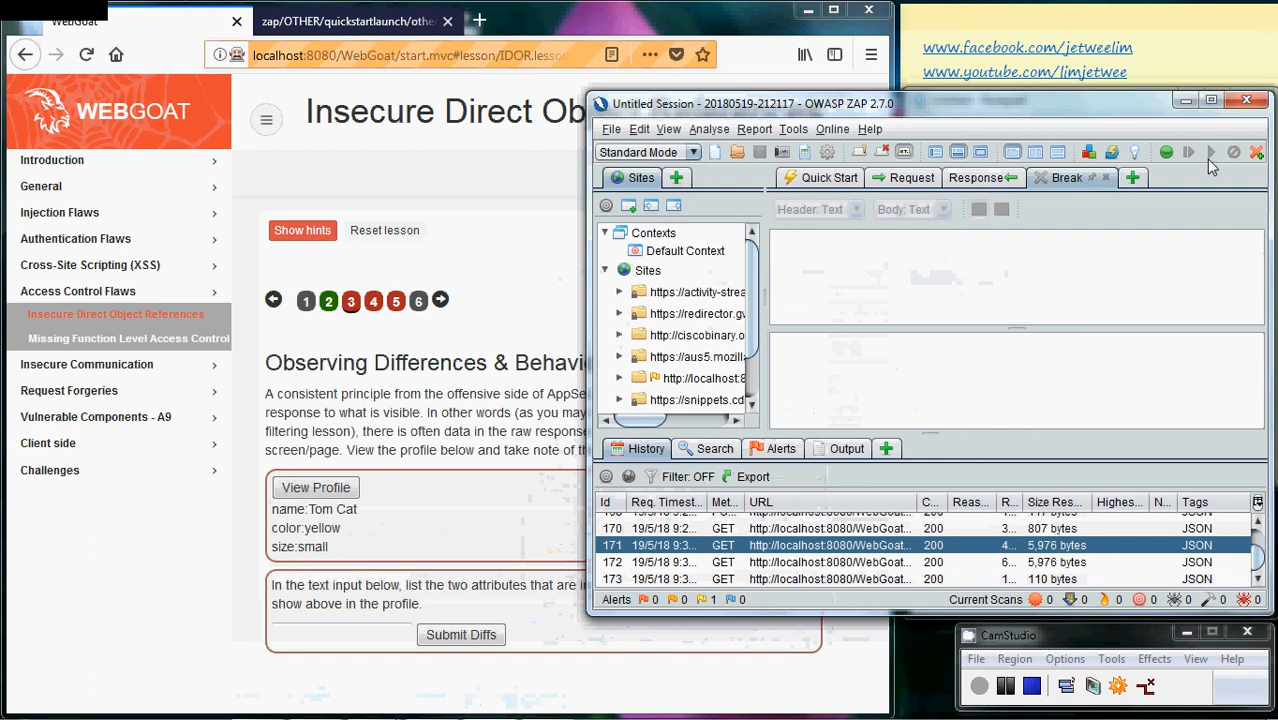 WebGoat
zap/OTHER/quickstartlaunch/othe
localhost:8080/WebGoat/start.mvc#lesson/IDOR.lesso
WEBGOAT
Introduction
General
Injection Flaws
Authentication Flaws
Cross-Site Scripting (XSS)
Access Control Flaws
Insecure Direct Object References
Missing Function Level Access Control
Insecure Communication
Request Forgeries
Vulnerable Components - A9
Client side
Challenges
Insecure Direct Ob
Show hints
Reset lesson
1 2 3 4 5 6
Observing Differences & Behavi
A consistent principle from the offensive side of AppSe
response to what is visible. In other words (as you may
filtering lesson), there is often data in the raw response
screen/page. View the profile below and take note of th
View Profile
name:Tom Cat
color:yellow
size:small
In the text input below, list the two attributes that are in
show above in the profile.
Submit Diffs
www.facebook.com/jetweelim
www.youtube.com/limjetwee
Untitled Session - 20180519-212117 - OWASP ZAP 2.7.0
File Edit View Analyse Report Tools Online Help
Standard Mode
Sites
Quick Start
Request
Response
Break
Header: Text
Body: Text
Contexts
Default Context
Sites
https://activity-strea
https://redirector.gv
http://ciscobinary.o
https://aus5.mozilla
http://localhost:8
https://snippets.cd
History
Search
Alerts
Output
Filter: OFF
Export
Id Req. Timest... Met... URL C... Reas... R... Size Res... Highes... N... Tags
170 19/5/18 9:2... GET http://localhost:8080/WebGoat... 200 3... 807 bytes JSON
171 19/5/18 9:3... GET http://localhost:8080/WebGoat... 200 4... 5,976 bytes JSON
172 19/5/18 9:3... GET http://localhost:8080/WebGoat... 200 6... 5,976 bytes JSON
173 19/5/18 9:3... GET http://localhost:8080/WebGoat... 200 1... 110 bytes JSON
Alerts 0 0 1 0
Current Scans 0 0 0 0 0 0 0
CamStudio
File Region Options Tools Effects View Help